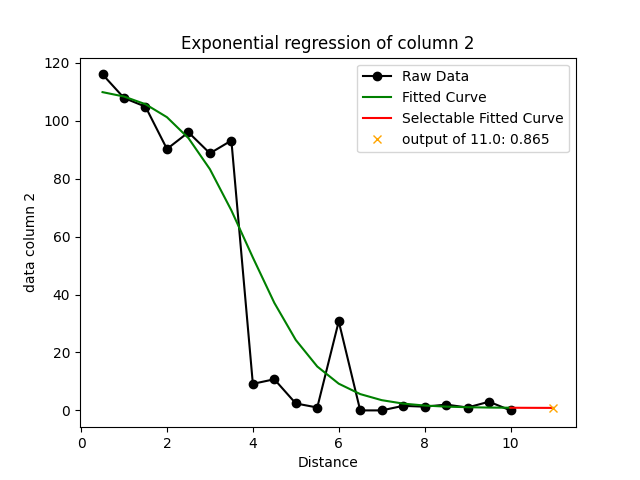 Exponential regression of column 2
Raw Data
Fitted Curve
Selectable Fitted Curve
output of 11.0: 0.865
120
100
80
60
40
20
0
data column 2
0 2 4 6 8 10
Distance